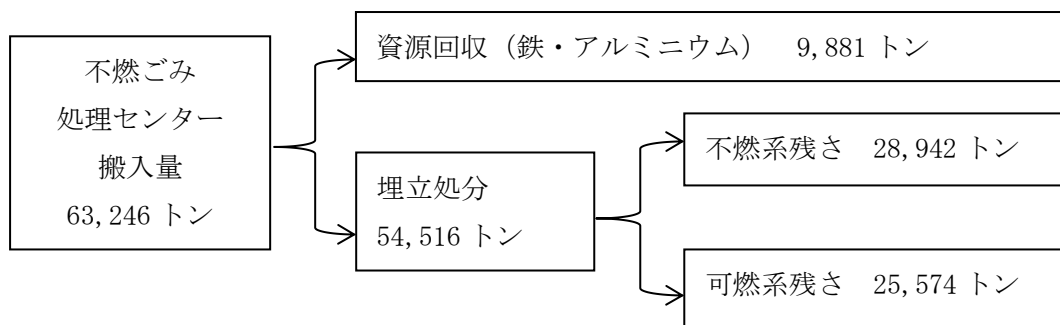 不燃ごみ
処理センター
搬入量
63,246 トン
資源回収（鉄・アルミニウム）　9,881 トン
埋立処分
54,516 トン
不燃系残さ　28,942 トン
可燃系残さ　25,574 トン